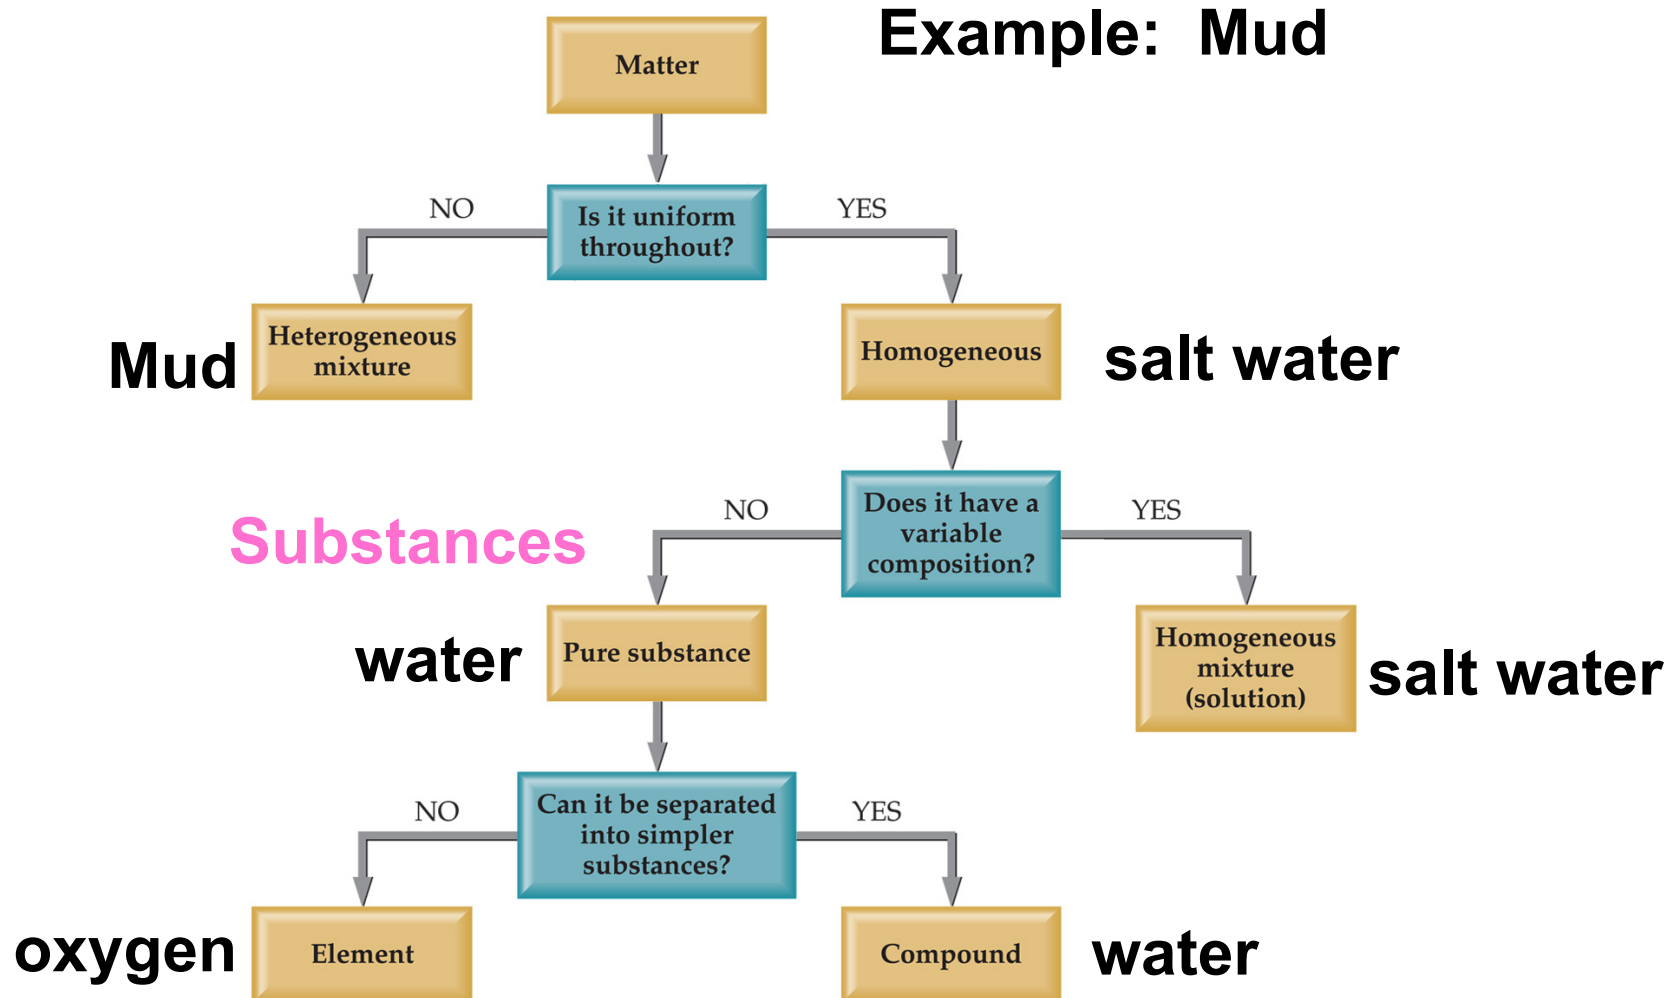 Example: Mud
Matter
NO
YES
Is it uniform
throughout?
Mud
Heterogeneous
mixture
Homogeneous
salt water
Substances
NO
Does it have a
variable
composition?
YES
water
Pure substance
Homogeneous
mixture
(solution)
salt water
NO
Can it be separated
into simpler
substances?
YES
oxygen
Element
Compound
water